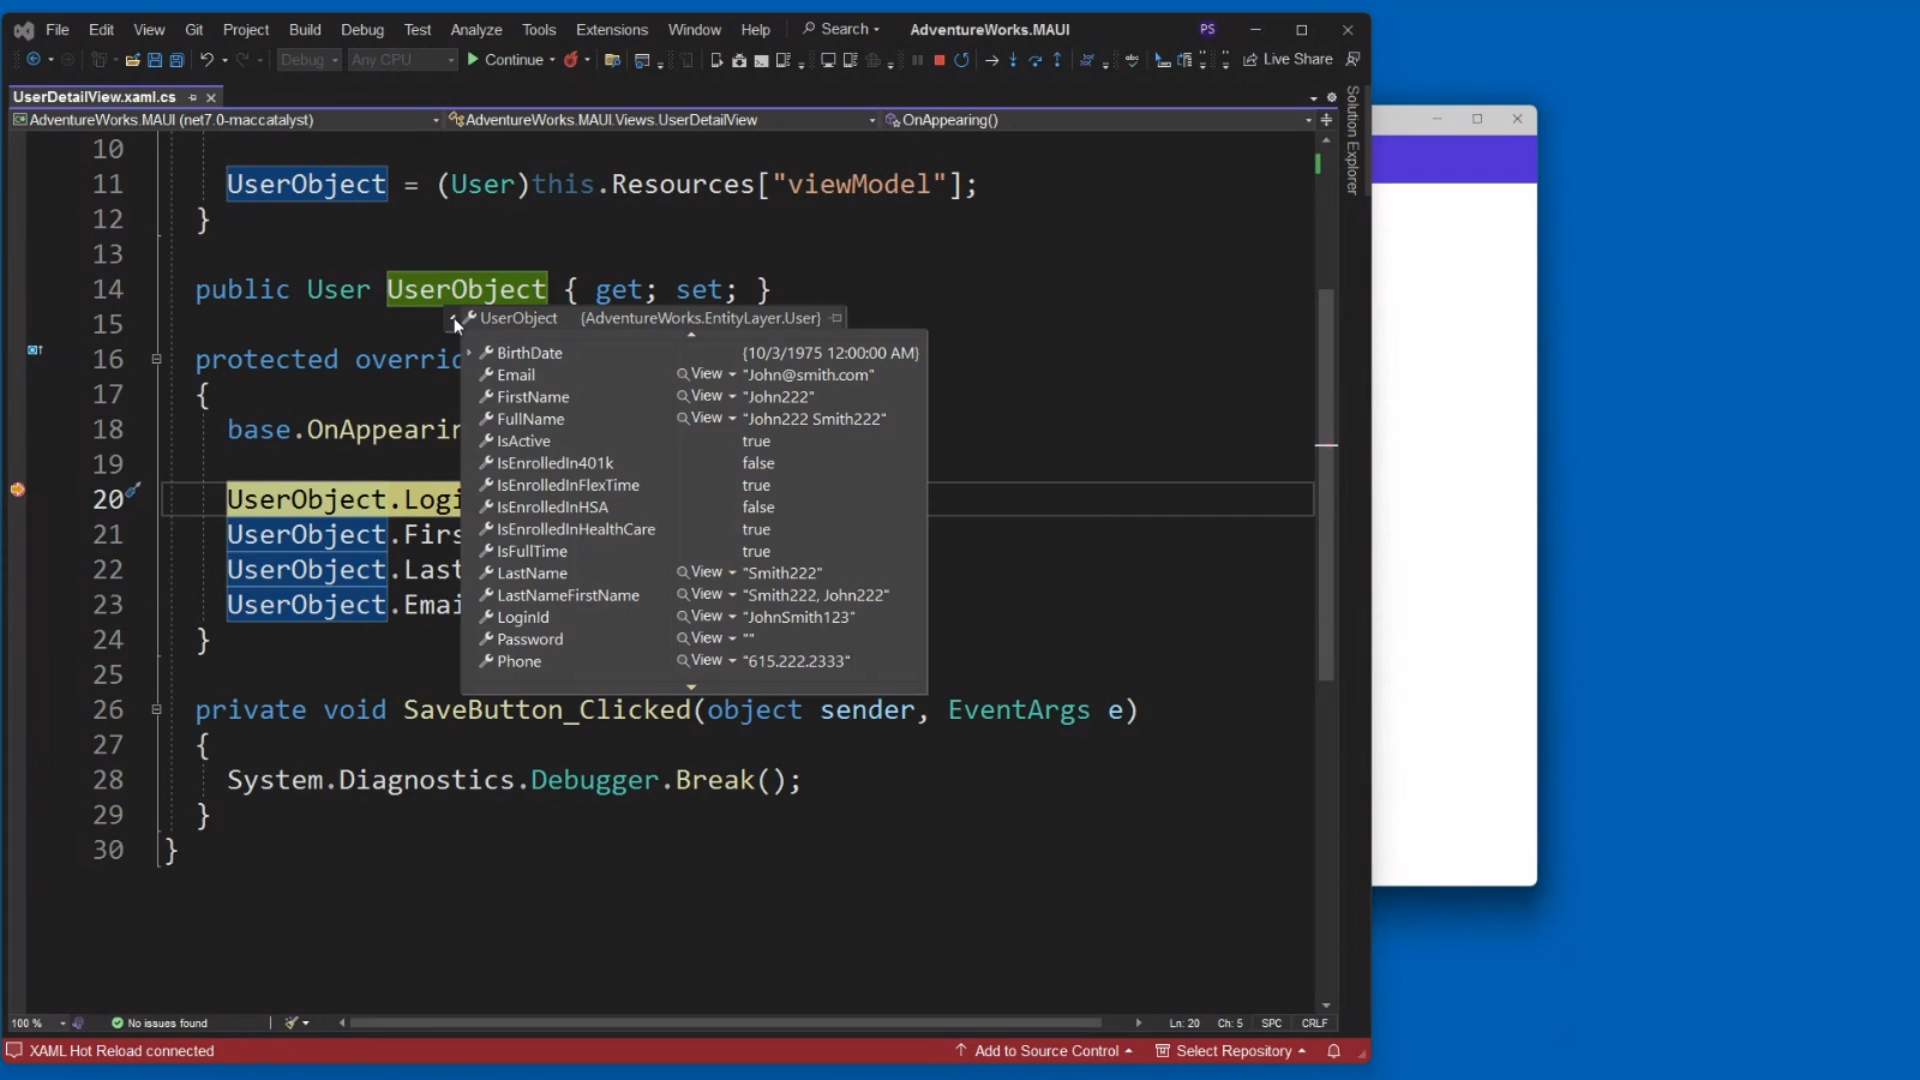 File Edit View Git Project Build Debug Test Analyze Tools Extensions Window Help Search AdventureWorks.MAUI PS
Debug Any CPU Continue Live Share
UserDetailView.xaml.cs
AdventureWorks.MAUI (net7.0-maccatalyst) AdventureWorks.MAUI.Views.UserDetailView OnAppearing()
Solution Explorer
10
11 UserObject = (User)this.Resources["viewModel"];
12 }
13
14 public User UserObject { get; set; }
15 UserObject {AdventureWorks.EntityLayer.User}
BirthDate {10/3/1975 12:00:00 AM}
16 protected overri
Email View "John@smith.com"
17 { FirstName View "John222"
FullName View "John222 Smith222"
18 base.OnAppearin
IsActive true
19 IsEnrolledIn401k false
IsEnrolledInFlexTime true
20 UserObject.Logi
IsEnrolledInHSA false
21 UserObject.Firs IsEnrolledInHealthCare true
IsFullTime true
22 UserObject.Last LastName View "Smith222"
LastNameFirstName View "Smith222, John222"
23 UserObject.Emai
LoginId View "JohnSmith123"
24 } Password View ""
Phone View "615.222.2333"
25
26 private void SaveButton_Clicked(object sender, EventArgs e)
27 {
28 System.Diagnostics.Debugger.Break();
29 }
30 }
100 % No issues found Ln: 20 Ch: 5 SPC CRLF
XAML Hot Reload connected Add to Source Control Select Repository